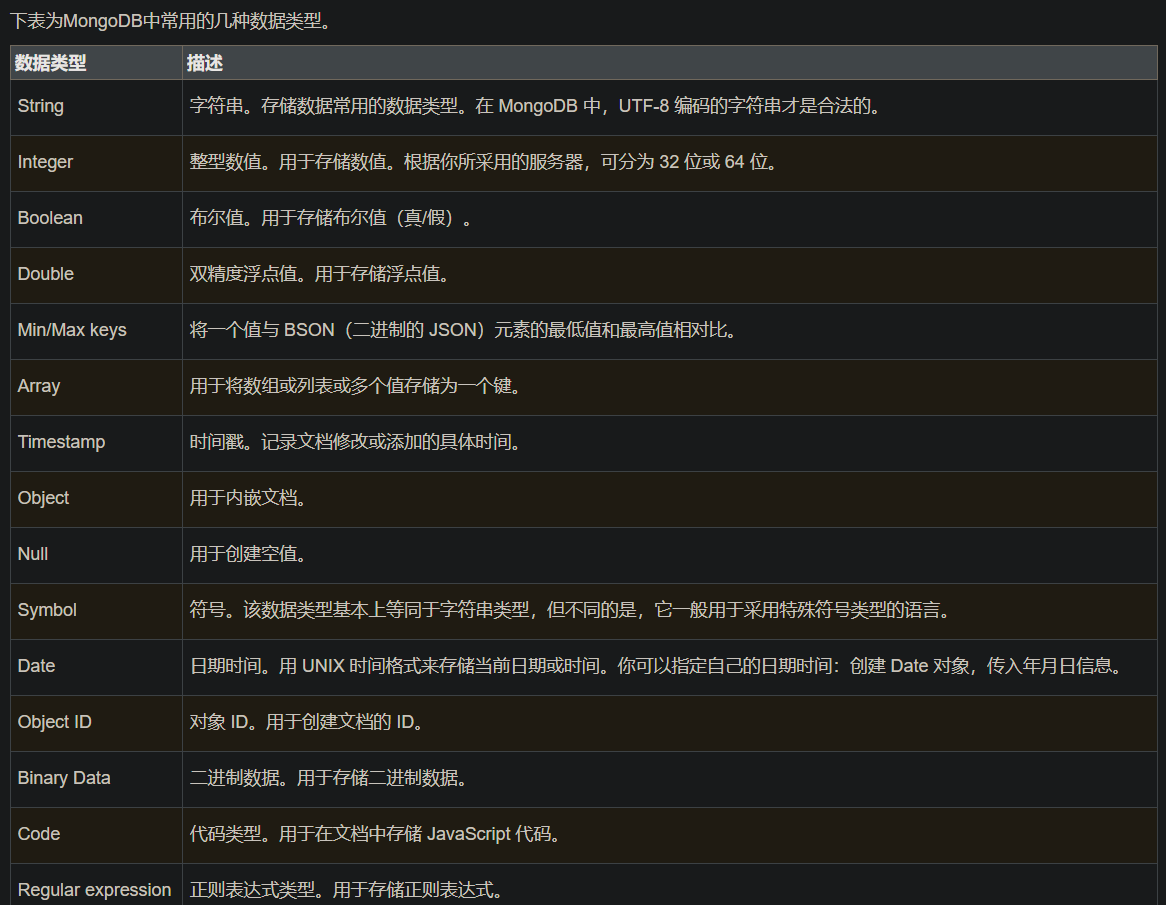 下表为MongoDB中常用的几种数据类型。
数据类型 描述
String 字符串。存储数据常用的数据类型。在 MongoDB 中，UTF-8 编码的字符串才是合法的。
Integer 整型数值。用于存储数值。根据你所采用的服务器，可分为 32 位或 64 位。
Boolean 布尔值。用于存储布尔值（真/假）。
Double 双精度浮点值。用于存储浮点值。
Min/Max keys 将一个值与 BSON（二进制的 JSON）元素的最低值和最高值相对比。
Array 用于将数组或列表或多个值存储为一个键。
Timestamp 时间戳。记录文档修改或添加的具体时间。
Object 用于内嵌文档。
Null 用于创建空值。
Symbol 符号。该数据类型基本上等同于字符串类型，但不同的是，它一般用于采用特殊符号类型的语言。
Date 日期时间。用 UNIX 时间格式来存储当前日期或时间。你可以指定自己的日期时间：创建 Date 对象，传入年月日信息。
Object ID 对象 ID。用于创建文档的 ID。
Binary Data 二进制数据。用于存储二进制数据。
Code 代码类型。用于在文档中存储 JavaScript 代码。
Regular expression 正则表达式类型。用于存储正则表达式。